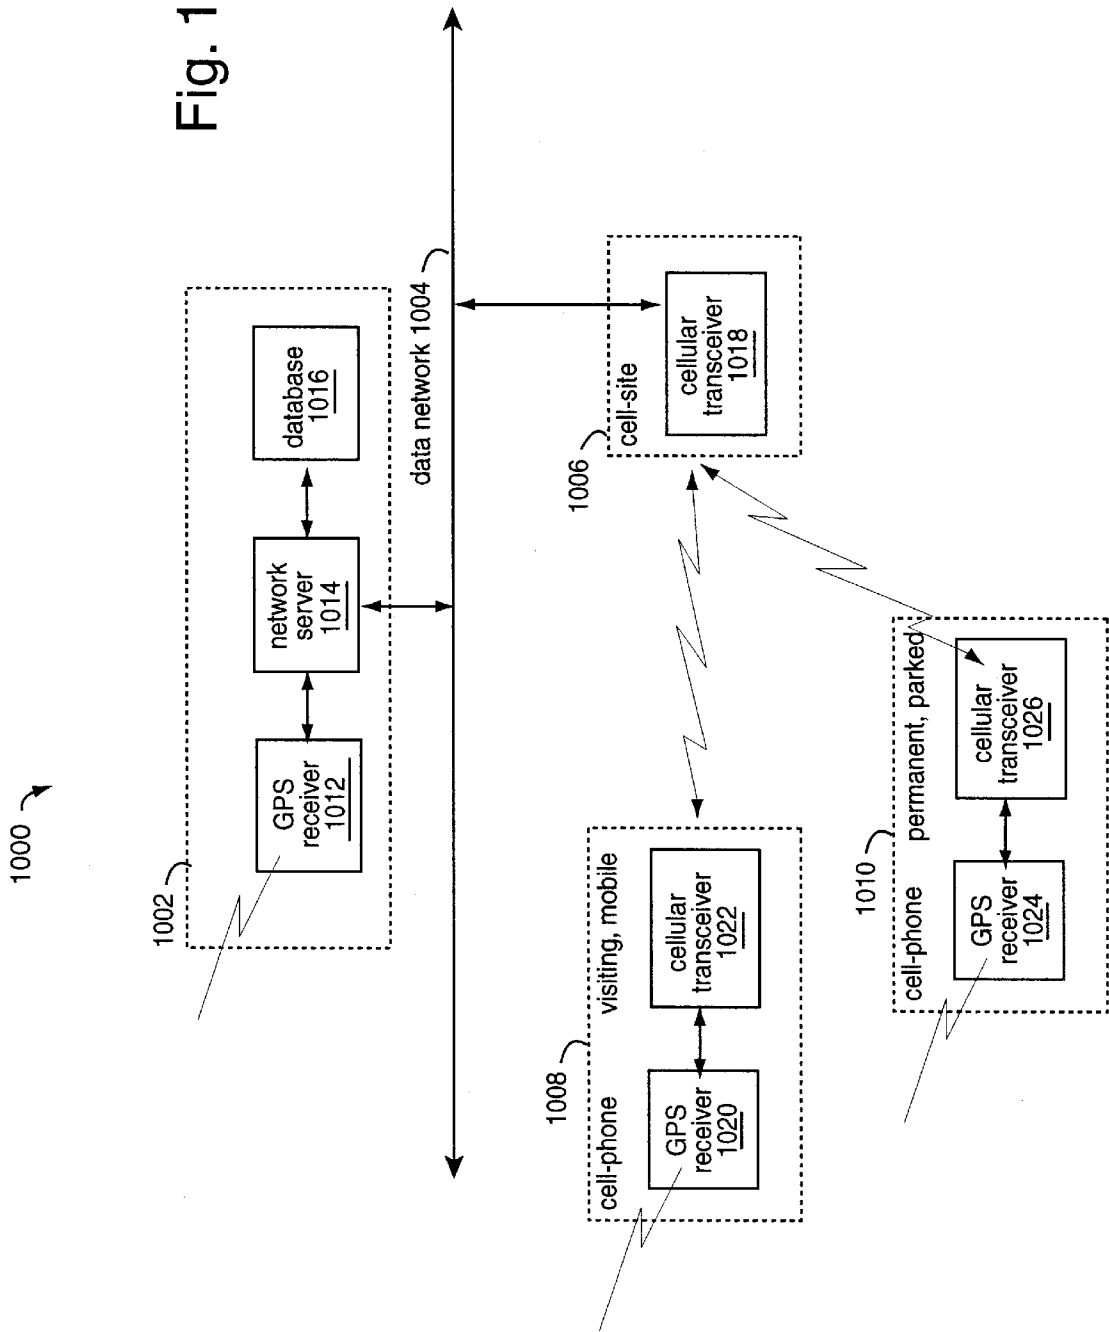 Fig. 1
1000
1002
GPS
receiver
1012
network
server
1014
database
1016
data network 1004
1006
cell-site
cellular
transceiver
1018
1008
cell-phone visiting, mobile
GPS
receiver
1020
cellular
transceiver
1022
1010
cell-phone permanent, parked
GPS
receiver
1024
cellular
transceiver
1026